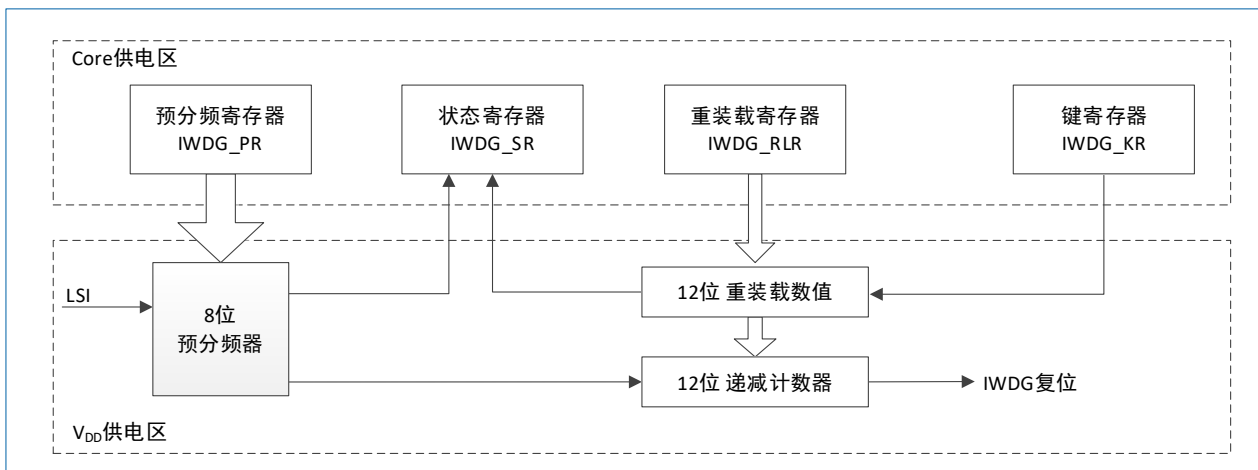 Core供电区
预分频寄存器
IWDG_PR
状态寄存器
IWDG_SR
重装载寄存器
IWDG_RLR
键寄存器
IWDG_KR
LSI
8位
预分频器
12位 重装载数值
12位 递减计数器
IWDG复位
VDD供电区